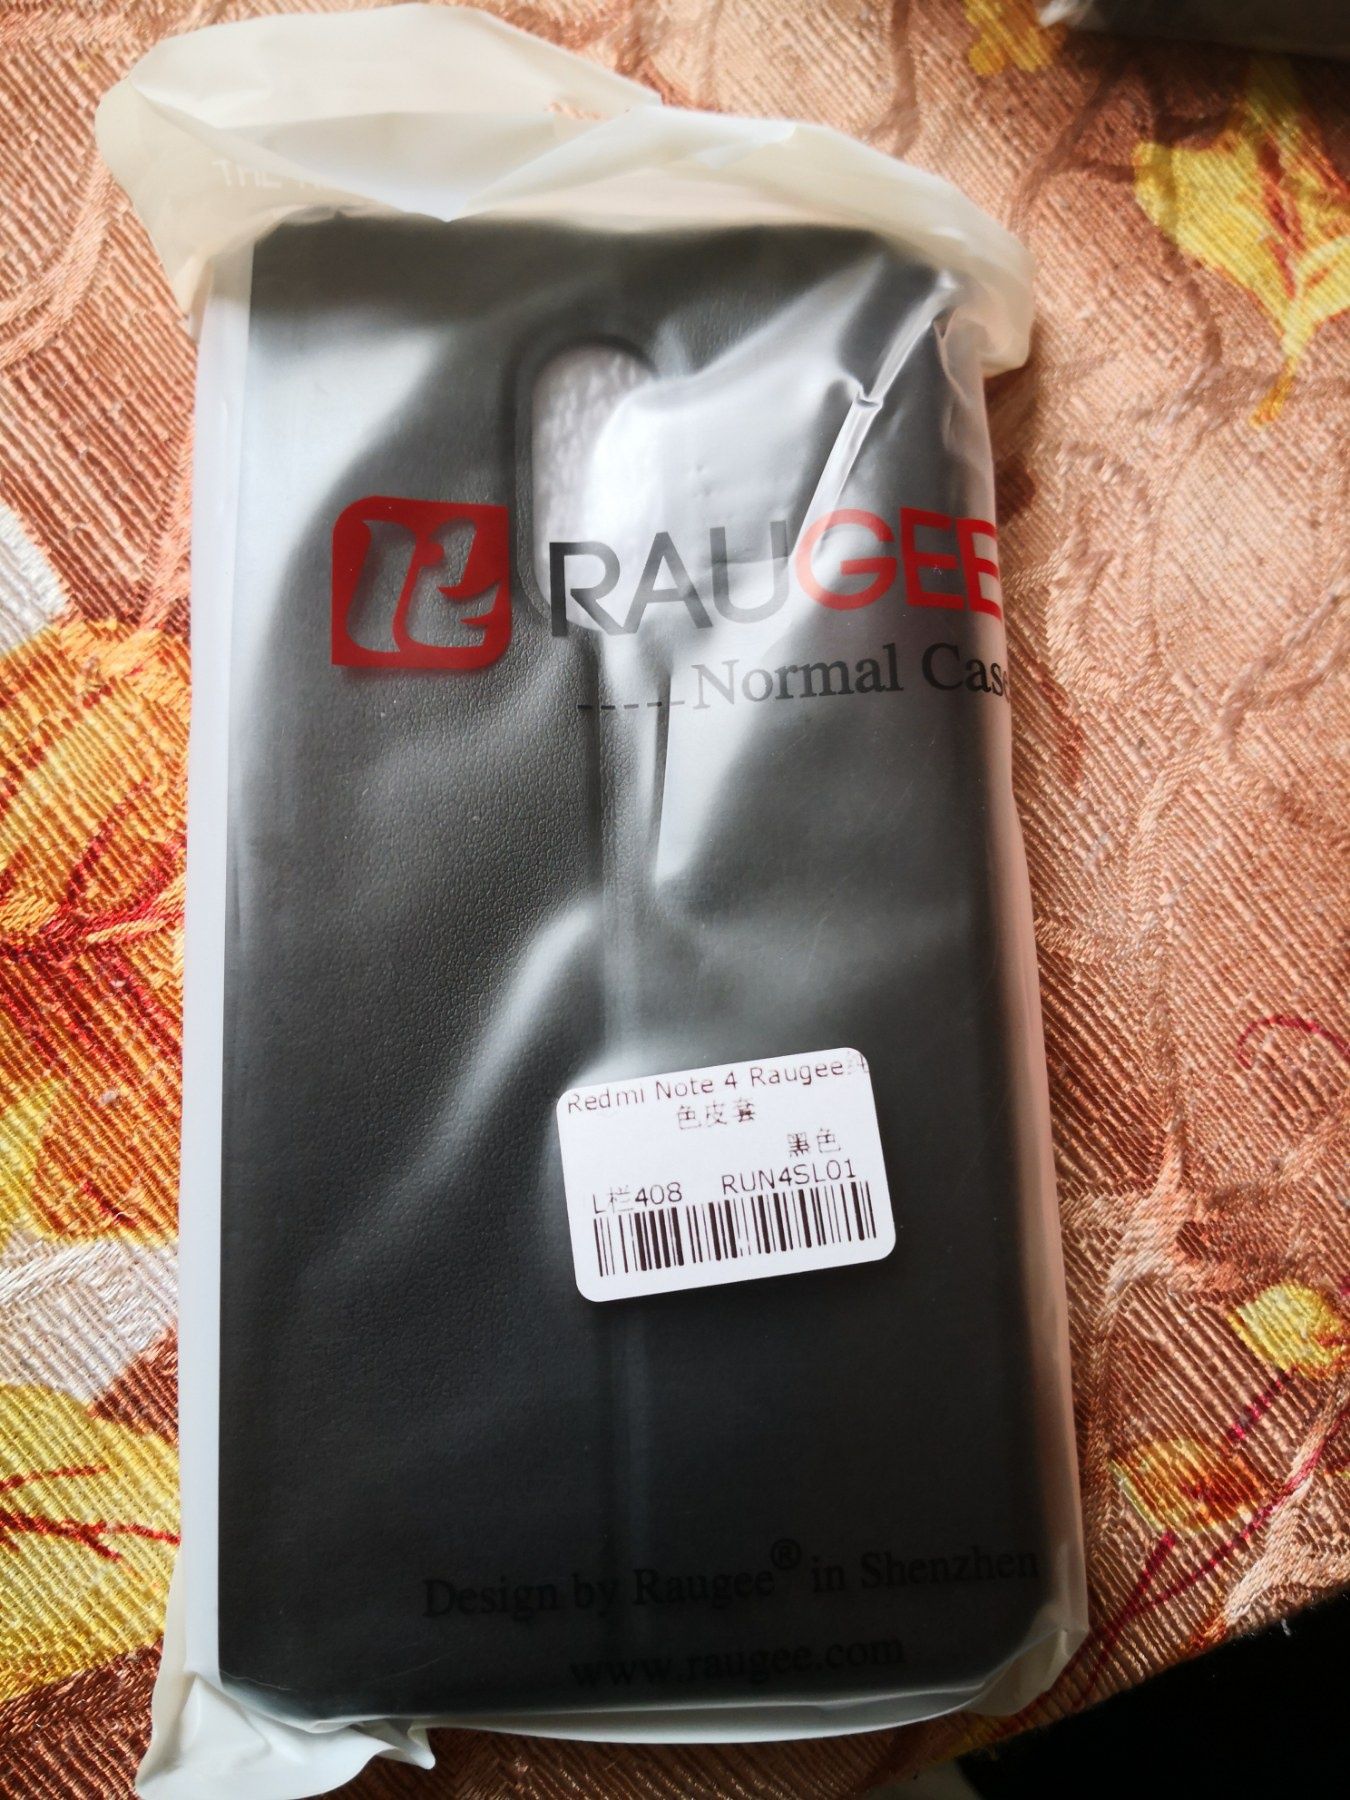 RAUGEE
-----Normal Case
Redmi Note 4 Raugee纯
色皮套
黑色
L栏408 RUN4SL01
Design by Raugee® in Shenzhen
www.raugee.com